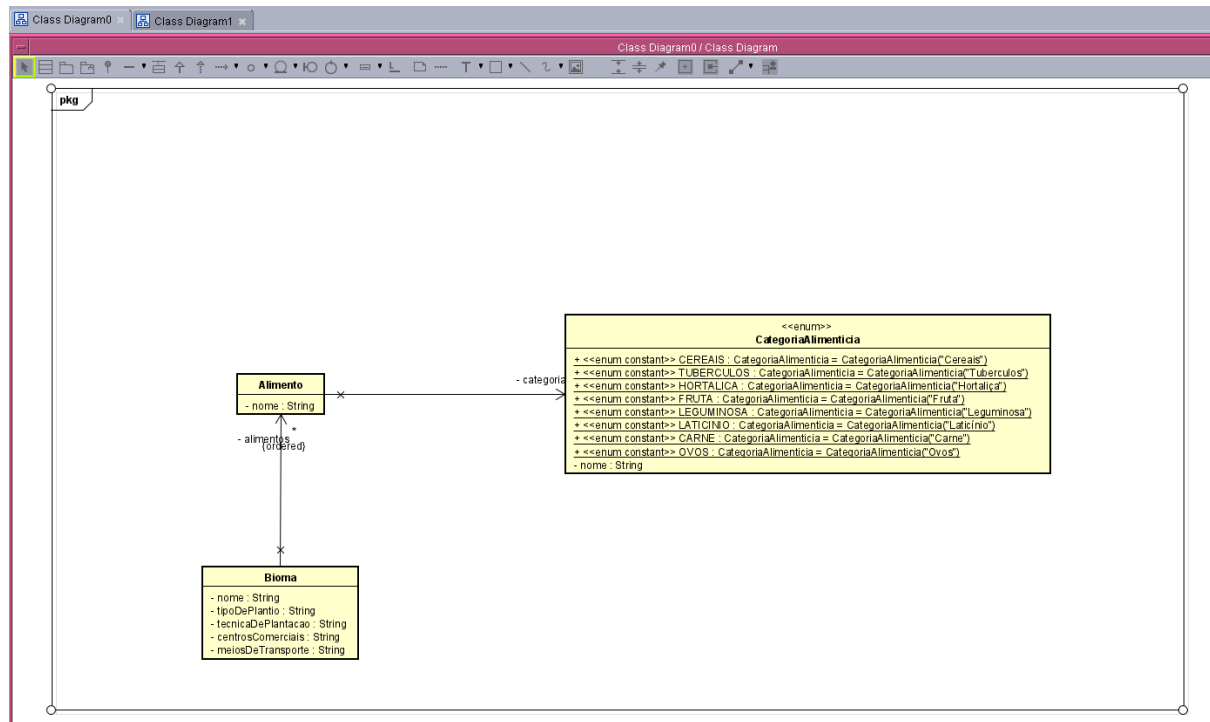 Class Diagram0
Class Diagram1
Class Diagram0 / Class Diagram
pkg
<<enum>>
CategoriaAlimenticia
+ <<enum constant>> CEREAIS : CategoriaAlimenticia = CategoriaAlimenticia("Cereais")
+ <<enum constant>> TUBERCULOS : CategoriaAlimenticia = CategoriaAlimenticia("Tuberculos")
+ <<enum constant>> HORTALICA : CategoriaAlimenticia = CategoriaAlimenticia("Hortaliça")
+ <<enum constant>> FRUTA : CategoriaAlimenticia = CategoriaAlimenticia("Fruta")
+ <<enum constant>> LEGUMINOSA : CategoriaAlimenticia = CategoriaAlimenticia("Leguminosa")
+ <<enum constant>> LATICINIO : CategoriaAlimenticia = CategoriaAlimenticia("Laticínio")
+ <<enum constant>> CARNE : CategoriaAlimenticia = CategoriaAlimenticia("Carne")
+ <<enum constant>> OVOS : CategoriaAlimenticia = CategoriaAlimenticia("Ovos")
- nome : String
- categoria
Alimento
- nome : String
*
- alimentos
{ordered}
Bioma
- nome : String
- tipoDePlantio : String
- tecnicaDePlantacao : String
- centrosComerciais : String
- meiosDeTransporte : String